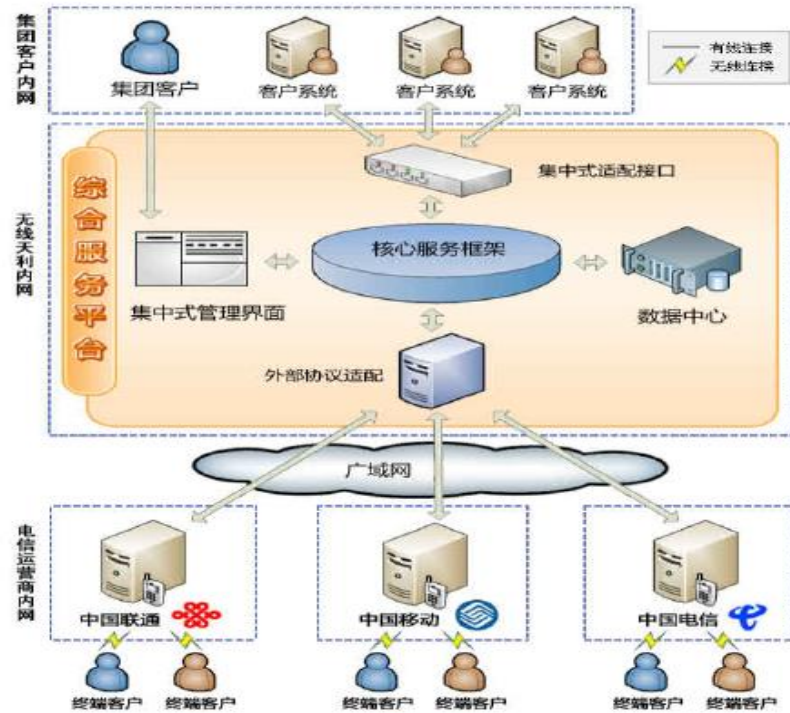 集团客户内网
集团客户
客户系统
客户系统
客户系统
有线连接
无线连接
无线天利内网
综合服务平台
集中式适配接口
核心服务框架
集中式管理界面
数据中心
外部协议适配
广域网
电信运营商内网
中国联通
中国移动
中国电信
终端客户
终端客户
终端客户
终端客户
终端客户
终端客户